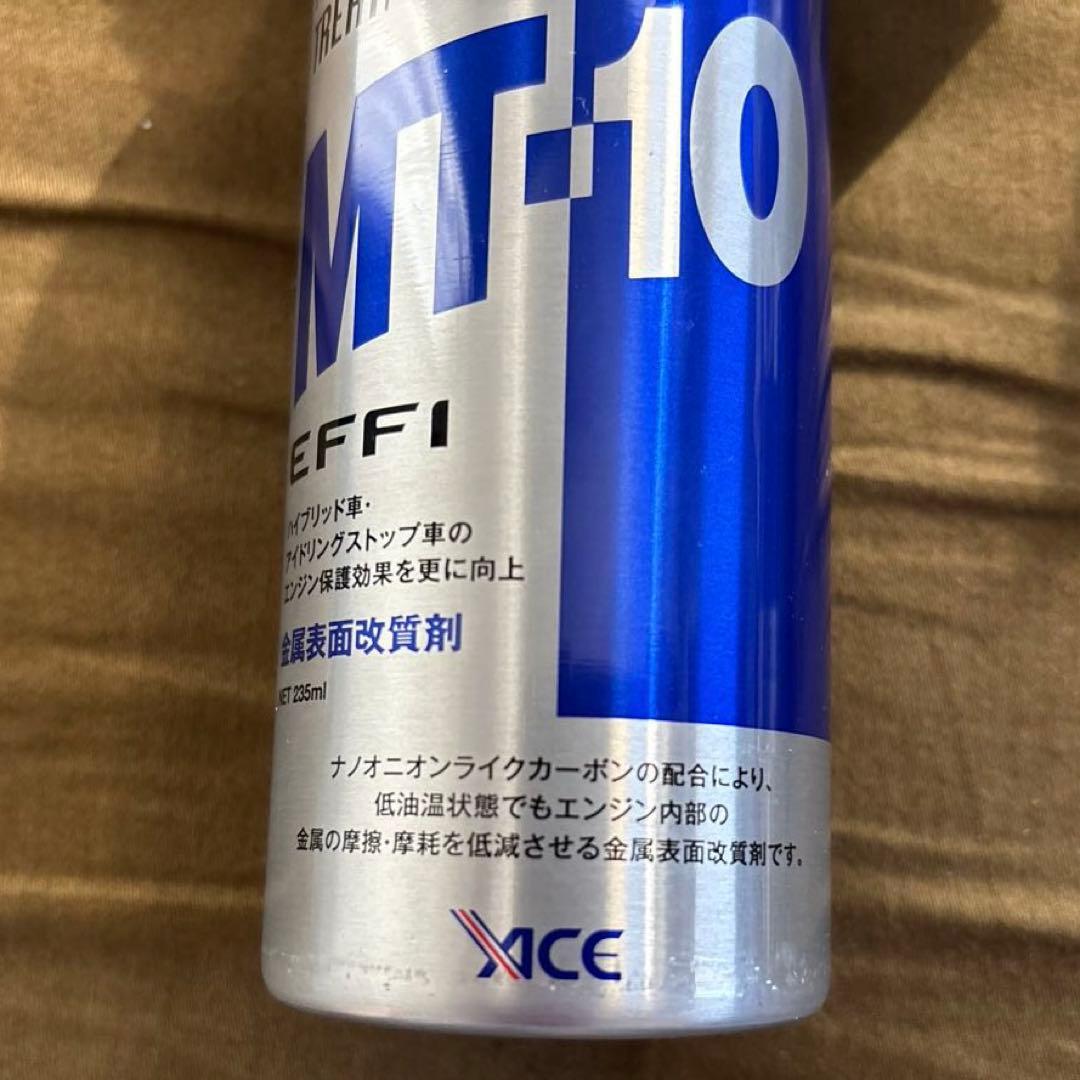 MT-10
EFFI
ハイブリッド車・
アイドリングストップ車の
エンジン保護効果を更に向上
金属表面改質剤
NET 235ml
ナノオニオンライクカーボンの配合により、
低油温状態でもエンジン内部の
金属の摩擦・摩耗を低減させる金属表面改質剤です。
ACE